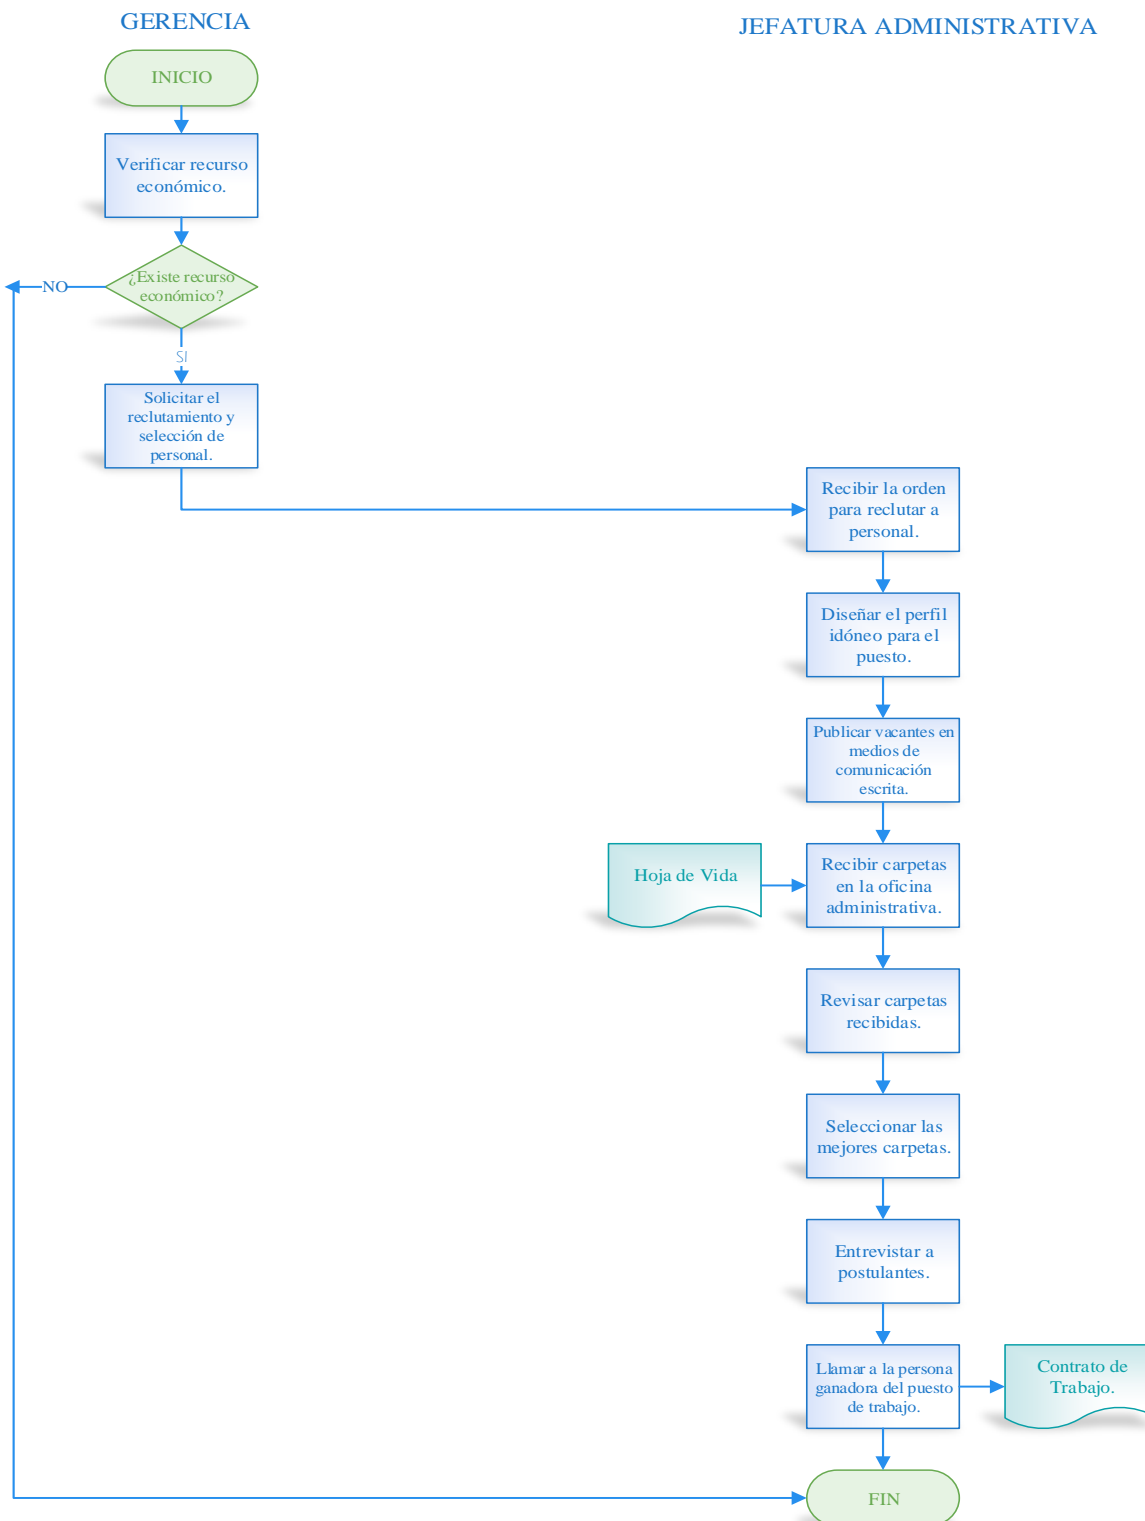 GERENCIA
JEFATURA ADMINISTRATIVA
INICIO
Verificar recurso
económico.
¿Existe recurso
económico?
NO
SI
Solicitar el
reclutamiento y
selección de
personal.
Recibir la orden
para reclutar a
personal.
Diseñar el perfil
idóneo para el
puesto.
Publicar vacantes en
medios de
comunicación
escrita.
Hoja de Vida
Recibir carpetas
en la oficina
administrativa.
Revisar carpetas
recibidas.
Seleccionar las
mejores carpetas.
Entrevistar a
postulantes.
Llamar a la persona
ganadora del puesto
de trabajo.
Contrato de
Trabajo.
FIN